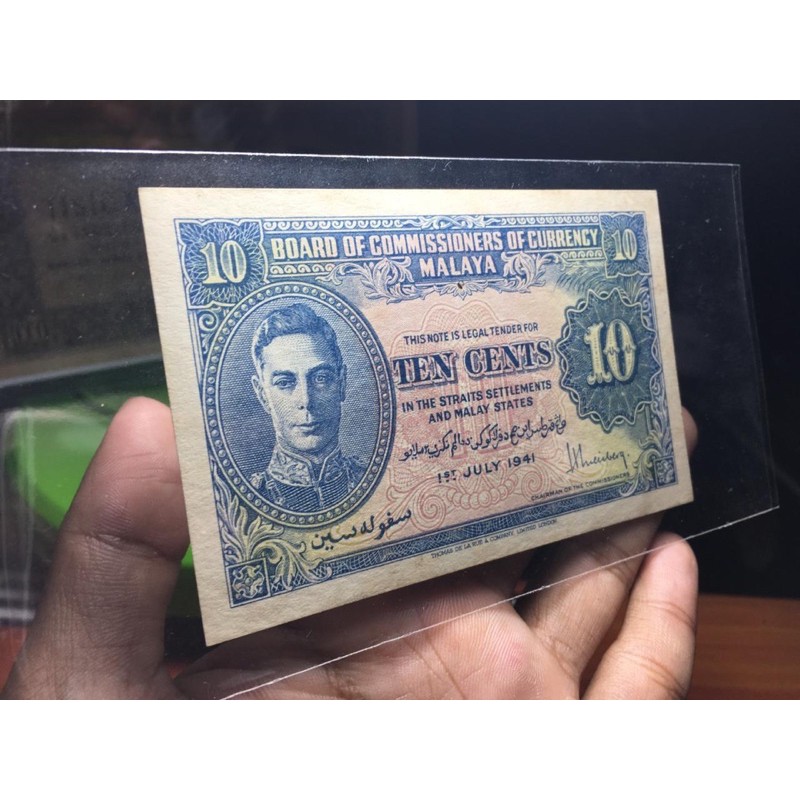 10
BOARD OF COMMISSIONERS OF CURRENCY
10
MALAYA
THIS NOTE IS LEGAL TENDER FOR
TEN CENTS
10
IN THE STRAITS SETTLEMENTS
AND MALAY STATES
1ST JULY 1941
CHAIRMAN OF THE COMMISSIONERS
سڤوله سين
THOMAS DE LA RUE & COMPANY, LIMITED, LONDON